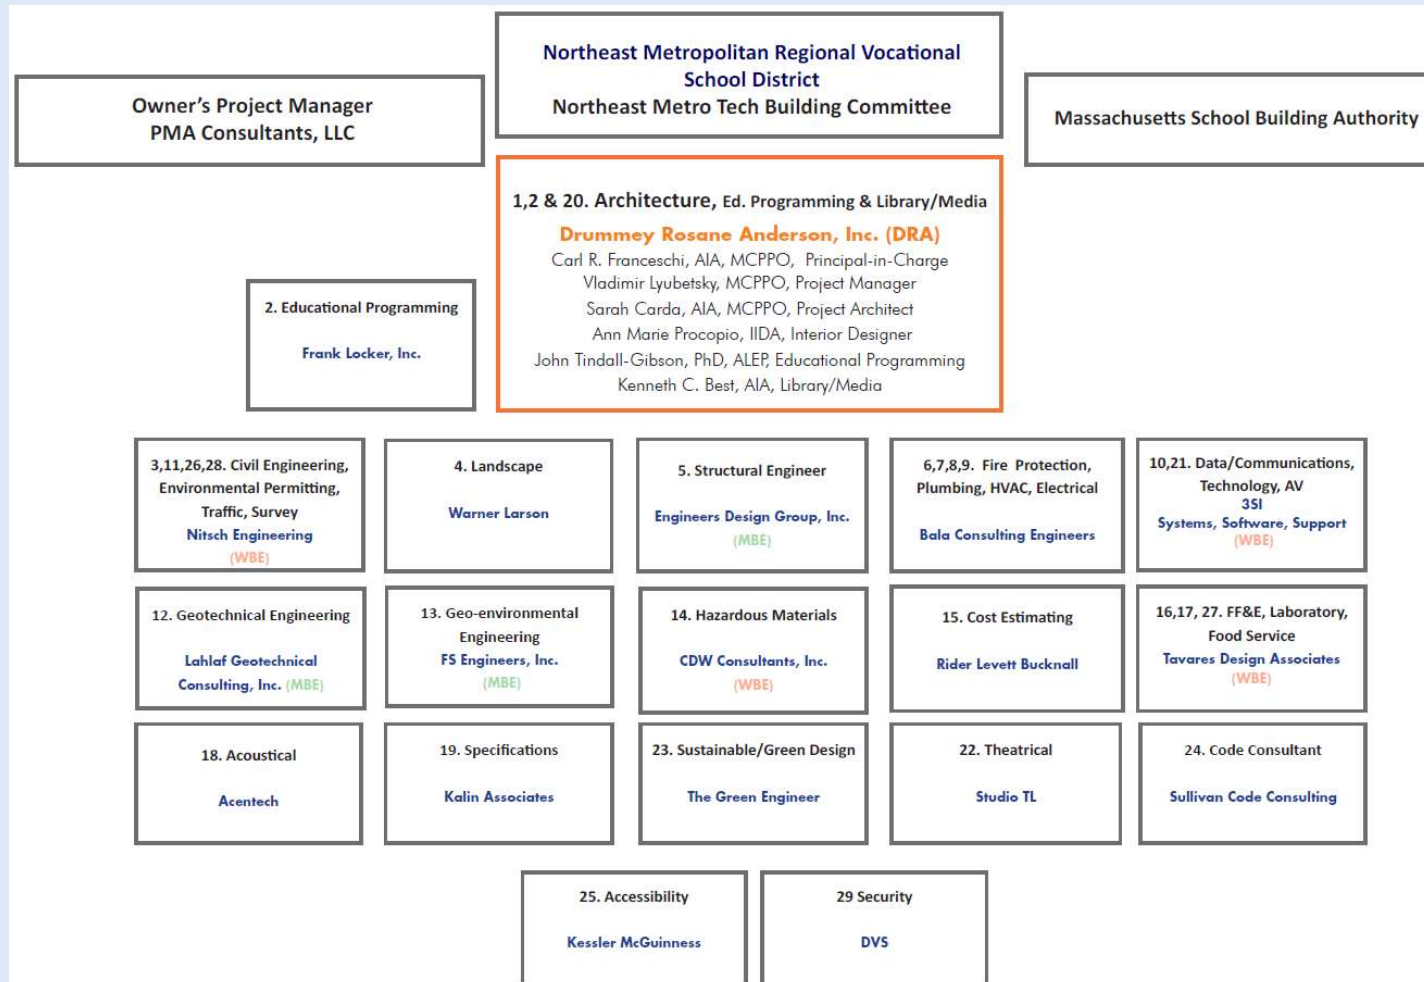 Northeast Metropolitan Regional Vocational
School District
Northeast Metro Tech Building Committee
Owner's Project Manager
PMA Consultants, LLC
Massachusetts School Building Authority
1,2 & 20. Architecture, Ed. Programming & Library/Media
Drummey Rosane Anderson, Inc. (DRA)
Carl R. Franceschi, AIA, MCPPO, Principal-in-Charge
Vladimir Lyubetsky, MCPPO, Project Manager
Sarah Carda, AIA, MCPPO, Project Architect
Ann Marie Procopio, IIDA, Interior Designer
John Tindall-Gibson, PhD, ALEP, Educational Programming
Kenneth C. Best, AIA, Library/Media
2. Educational Programming
Frank Locker, Inc.
3,11,26,28. Civil Engineering,
Environmental Permitting,
Traffic, Survey
Nitsch Engineering
(WBE)
4. Landscape
Warner Larson
5. Structural Engineer
Engineers Design Group, Inc.
(MBE)
6,7,8,9. Fire Protection,
Plumbing, HVAC, Electrical
Bala Consulting Engineers
10,21. Data/Communications,
Technology, AV
3SI
Systems, Software, Support
(WBE)
12. Geotechnical Engineering
Lahlaf Geotechnical
Consulting, Inc. (MBE)
13. Geo-environmental
Engineering
FS Engineers, Inc.
(MBE)
14. Hazardous Materials
CDW Consultants, Inc.
(WBE)
15. Cost Estimating
Rider Levett Bucknall
16,17, 27. FF&E, Laboratory,
Food Service
Tavares Design Associates
(WBE)
18. Acoustical
Acentech
19. Specifications
Kalin Associates
23. Sustainable/Green Design
The Green Engineer
22. Theatrical
Studio TL
24. Code Consultant
Sullivan Code Consulting
25. Accessibility
Kessler McGuinness
29 Security
DVS